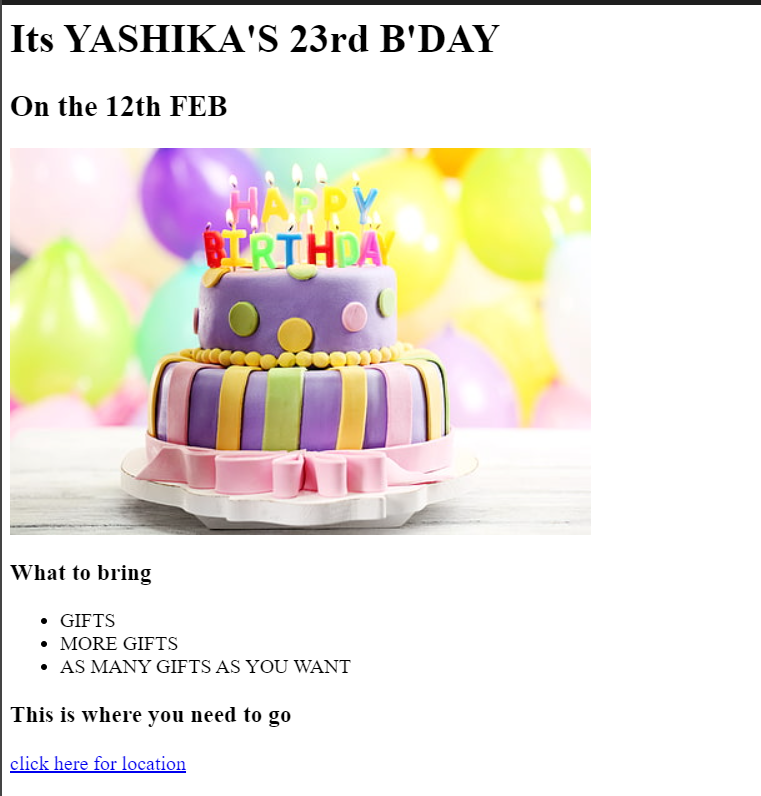 Its YASHIKA'S 23rd B'DAY
On the 12th FEB
HAPPY
BIRTHDAY
What to bring
GIFTS
MORE GIFTS
AS MANY GIFTS AS YOU WANT
This is where you need to go
click here for location